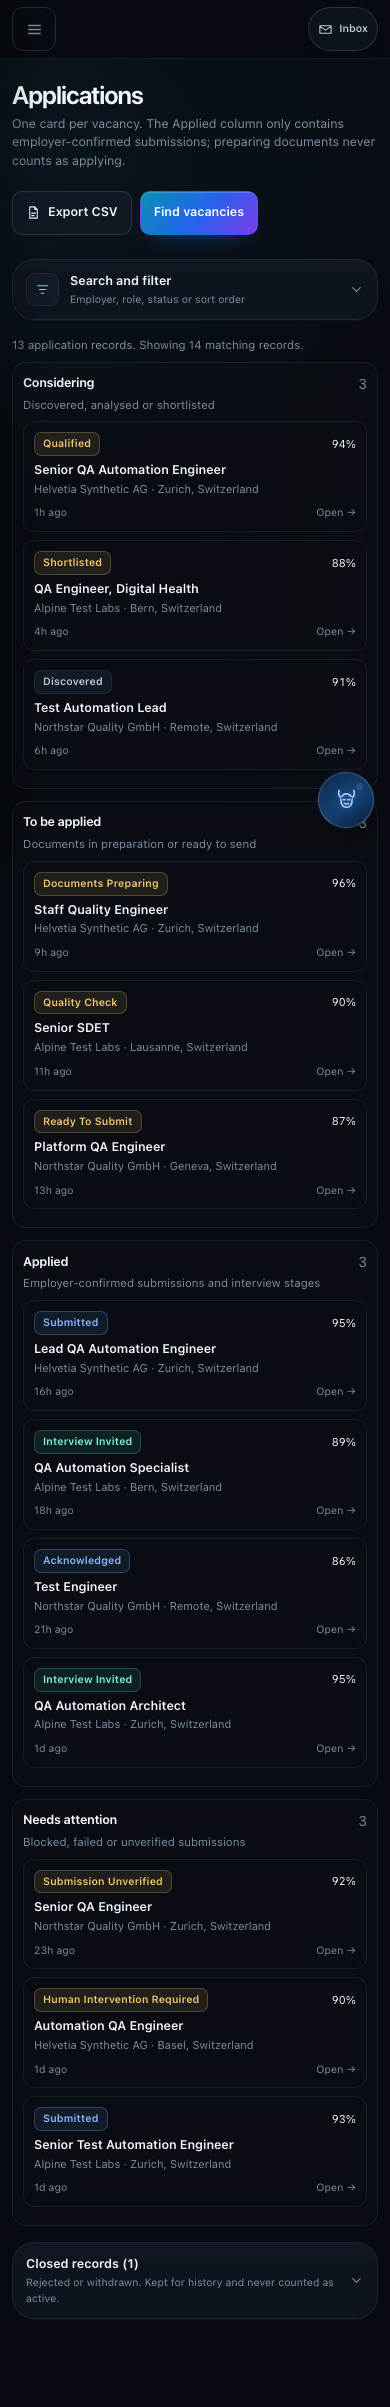 Inbox
Applications
One card per vacancy. The Applied column only contains
employer-confirmed submissions; preparing documents never
counts as applying.
Export CSV
Find vacancies
Search and filter
Employer, role, status or sort order
13 application records. Showing 14 matching records.
Considering
3
Discovered, analysed or shortlisted
Qualified
94%
Senior QA Automation Engineer
Helvetia Synthetic AG · Zurich, Switzerland
1h ago
Open →
Shortlisted
88%
QA Engineer, Digital Health
Alpine Test Labs · Bern, Switzerland
4h ago
Open →
Discovered
91%
Test Automation Lead
Northstar Quality GmbH · Remote, Switzerland
6h ago
Open →
To be applied
3
Documents in preparation or ready to send
Documents Preparing
96%
Staff Quality Engineer
Helvetia Synthetic AG · Zurich, Switzerland
9h ago
Open →
Quality Check
90%
Senior SDET
Alpine Test Labs · Lausanne, Switzerland
11h ago
Open →
Ready To Submit
87%
Platform QA Engineer
Northstar Quality GmbH · Geneva, Switzerland
13h ago
Open →
Applied
3
Employer-confirmed submissions and interview stages
Submitted
95%
Lead QA Automation Engineer
Helvetia Synthetic AG · Zurich, Switzerland
16h ago
Open →
Interview Invited
89%
QA Automation Specialist
Alpine Test Labs · Bern, Switzerland
18h ago
Open →
Acknowledged
86%
Test Engineer
Northstar Quality GmbH · Remote, Switzerland
21h ago
Open →
Interview Invited
95%
QA Automation Architect
Alpine Test Labs · Zurich, Switzerland
1d ago
Open →
Needs attention
3
Blocked, failed or unverified submissions
Submission Unverified
92%
Senior QA Engineer
Northstar Quality GmbH · Zurich, Switzerland
23h ago
Open →
Human Intervention Required
90%
Automation QA Engineer
Helvetia Synthetic AG · Basel, Switzerland
1d ago
Open →
Submitted
93%
Senior Test Automation Engineer
Alpine Test Labs · Zurich, Switzerland
1d ago
Open →
Closed records (1)
Rejected or withdrawn. Kept for history and never counted as
active.